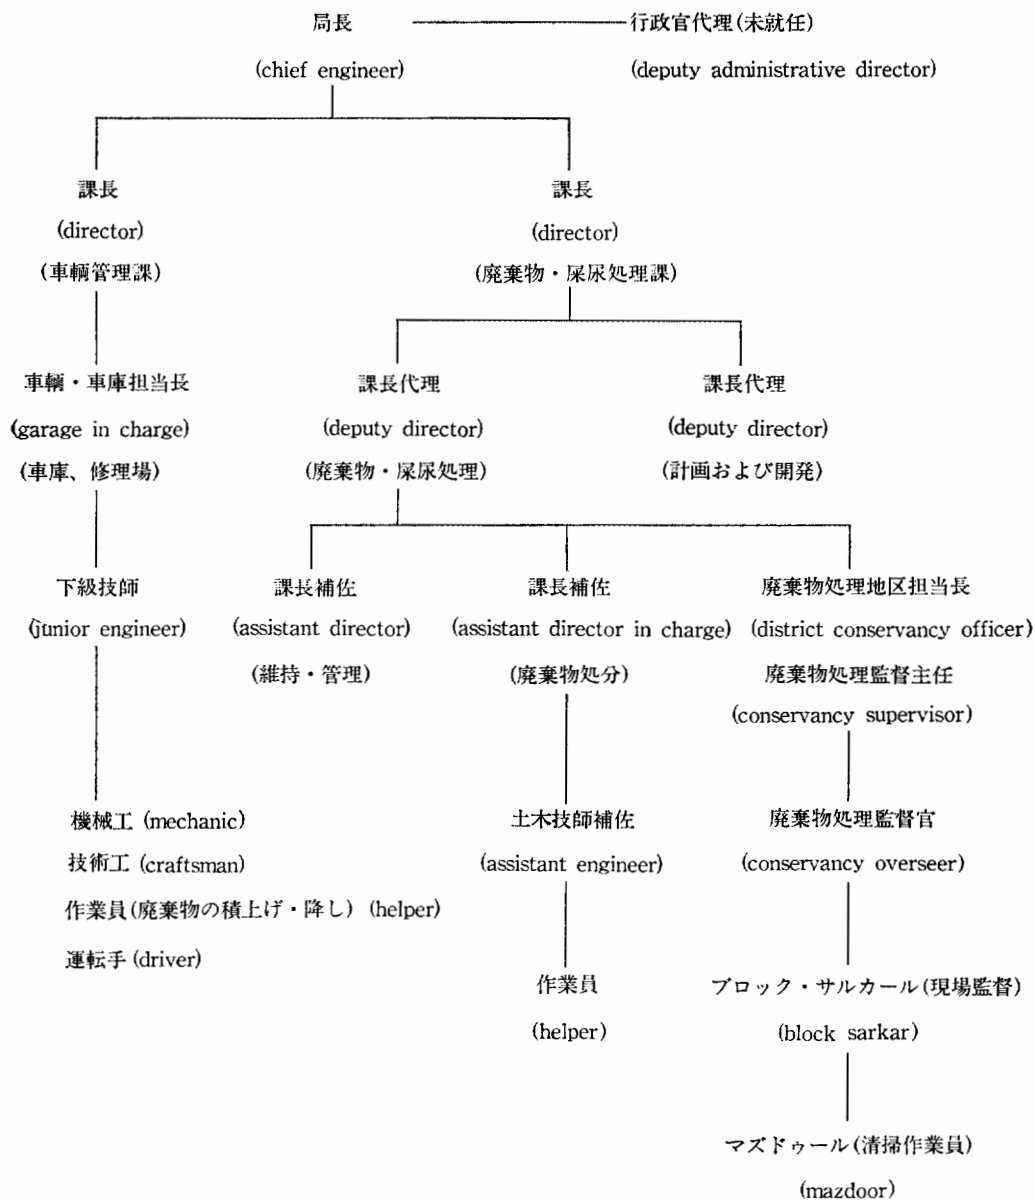 局長 行政官代理(未就任)
(chief engineer) (deputy administrative director)
課長 課長
(director) (director)
(車輌管理課) (廃棄物・屎尿処理課)
車輌・車庫担当長 課長代理 課長代理
(garage in charge) (deputy director) (deputy director)
(車庫、修理場) (廃棄物・屎尿処理) (計画および開発)
下級技師 課長補佐 課長補佐 廃棄物処理地区担当長
(junior engineer) (assistant director) (assistant director in charge) (district conservancy officer)
(維持・管理) (廃棄物処分) 廃棄物処理監督主任
(conservancy supervisor)
機械工 (mechanic) 土木技師補佐 廃棄物処理監督官
技術工 (craftsman) (assistant engineer) (conservancy overseer)
作業員(廃棄物の積上げ・降し) (helper)
運転手 (driver)
作業員 ブロック・サルカール(現場監督)
(helper) (block sarkar)
マズドゥール(清掃作業員)
(mazdoor)